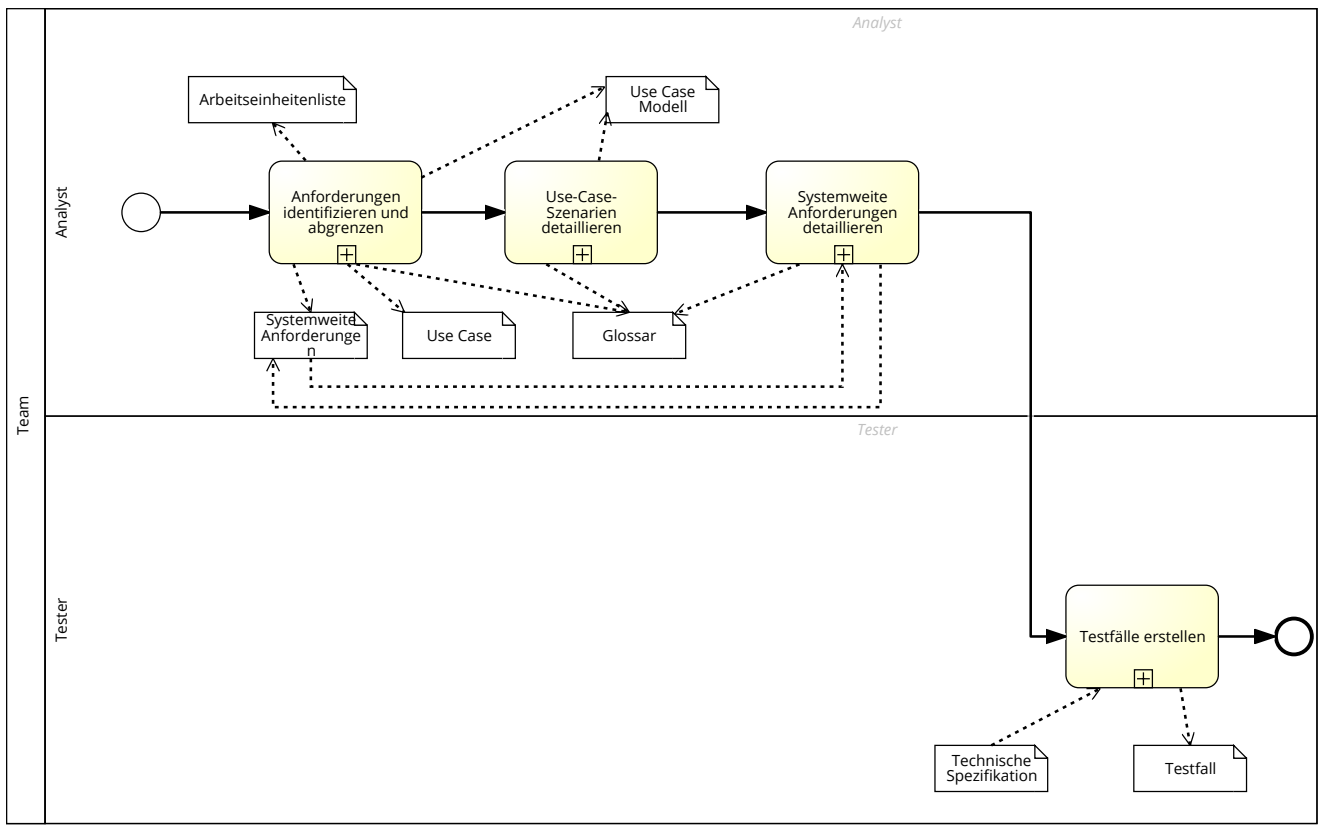 Team
Analyst
Analyst
Arbeitseinheitenliste
Use Case
Modell
Anforderungen
identifizieren und
abgrenzen
Use-Case-
Szenarien
detaillieren
Systemweite
Anforderungen
detaillieren
Systemweite
Anforderunge
n
Use Case
Glossar
Tester
Tester
Testfälle erstellen
Technische
Spezifikation
Testfall